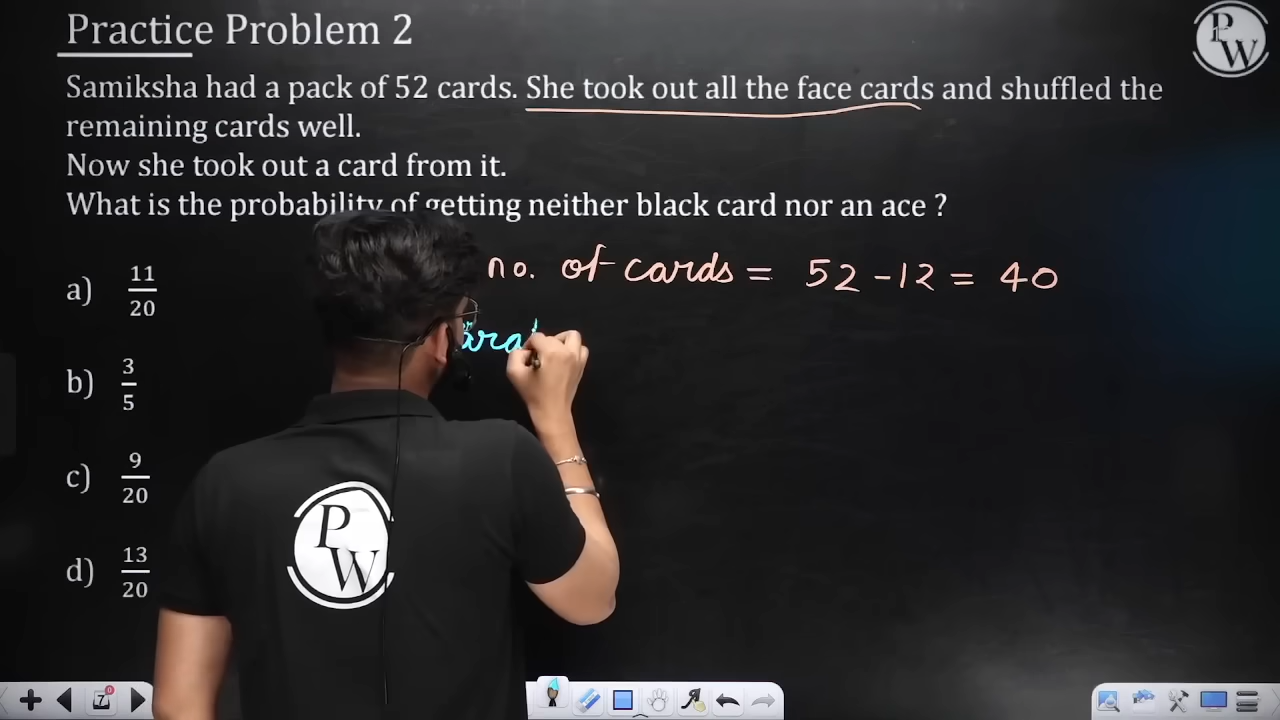 Practice Problem 2
Samiksha had a pack of 52 cards. She took out all the face cards and shuffled the
remaining cards well.
Now she took out a card from it.
What is the probability of getting neither black card nor an ace ?
no. of cards = 52 - 12 = 40
a) 11/20
b) 3/5
c) 9/20
d) 13/20
PW
PW